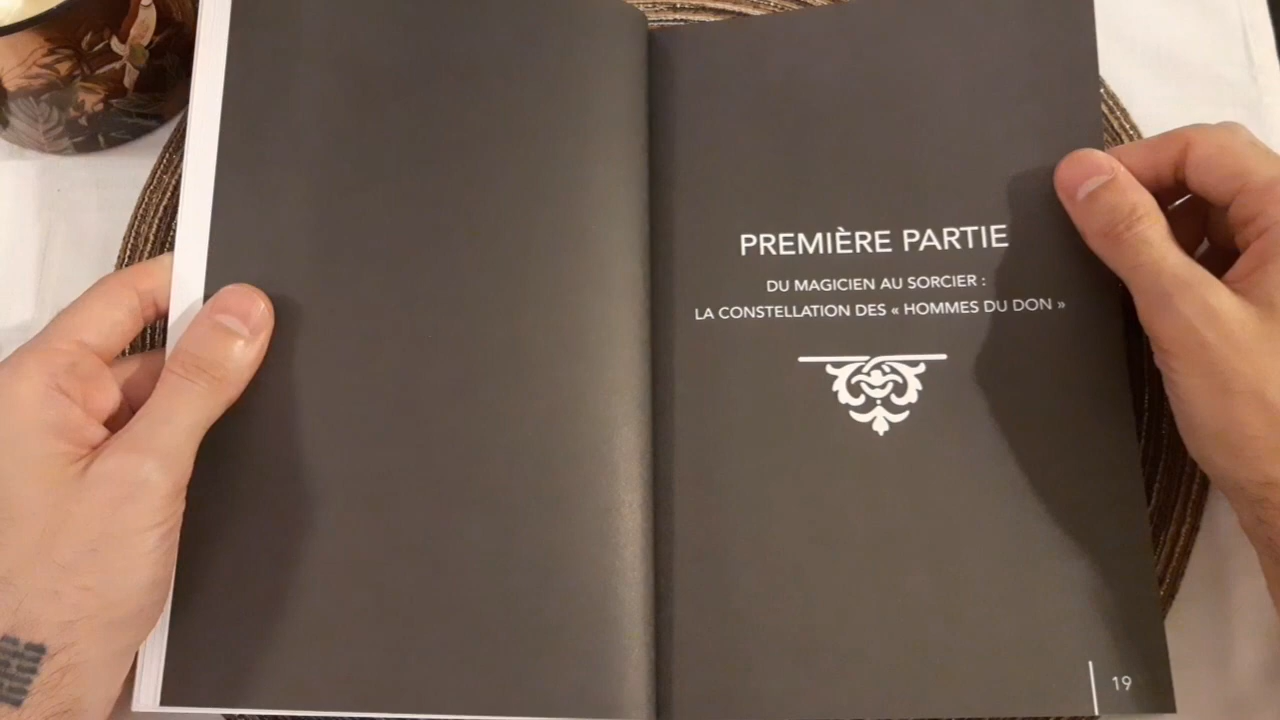 PREMIÈRE PARTIE
DU MAGICIEN AU SORCIER :
LA CONSTELLATION DES « HOMMES DU DON »
19